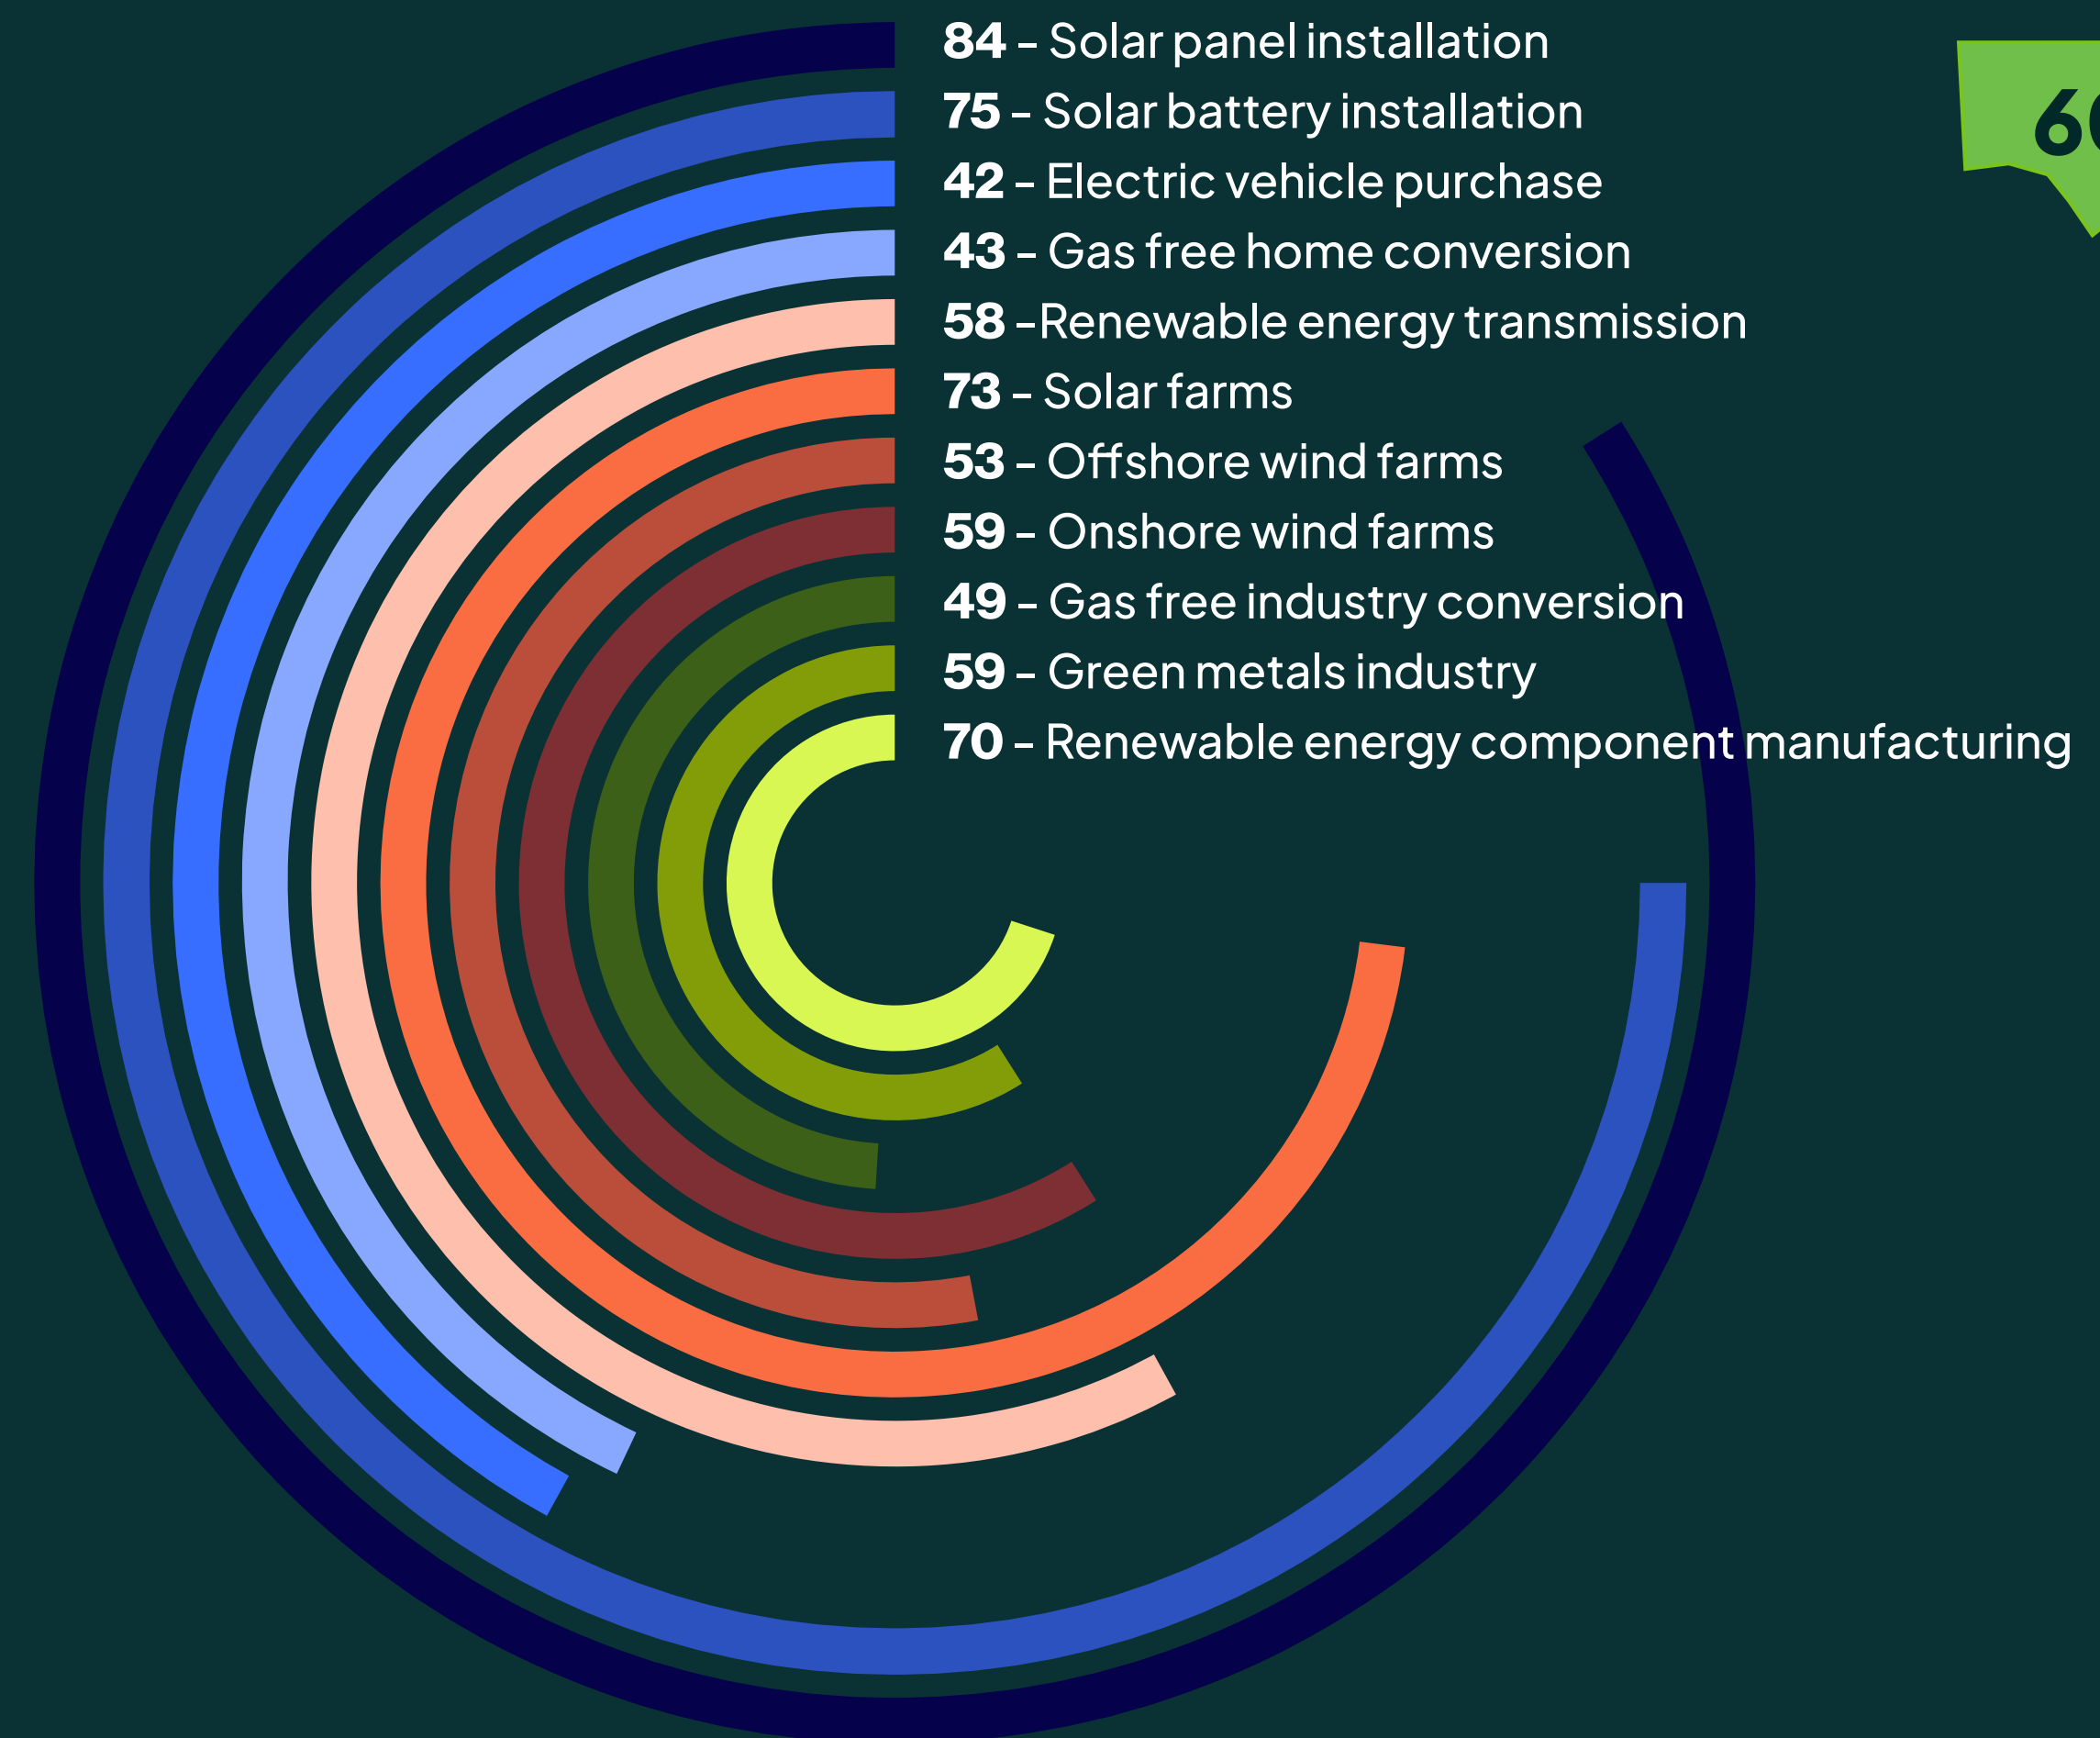 84 – Solar panel installation
75 – Solar battery installation
42 – Electric vehicle purchase
43 – Gas free home conversion
58 –Renewable energy transmission
73 – Solar farms
53 – Offshore wind farms
59 – Onshore wind farms
49 – Gas free industry conversion
59 – Green metals industry
70 – Renewable energy component manufacturing